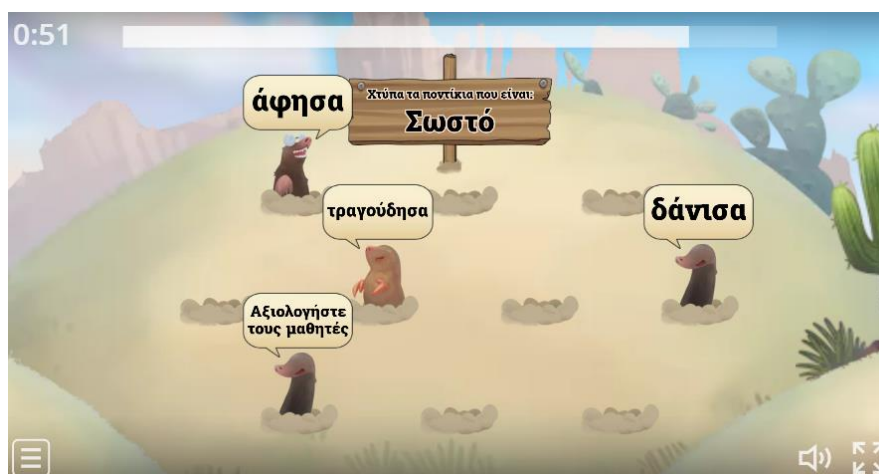 0:51
άφησα
Χτύπα τα ποντίκια που είναι:
Σωστό
τραγούδησα
δάνισα
Αξιολογήστε
τους μαθητές